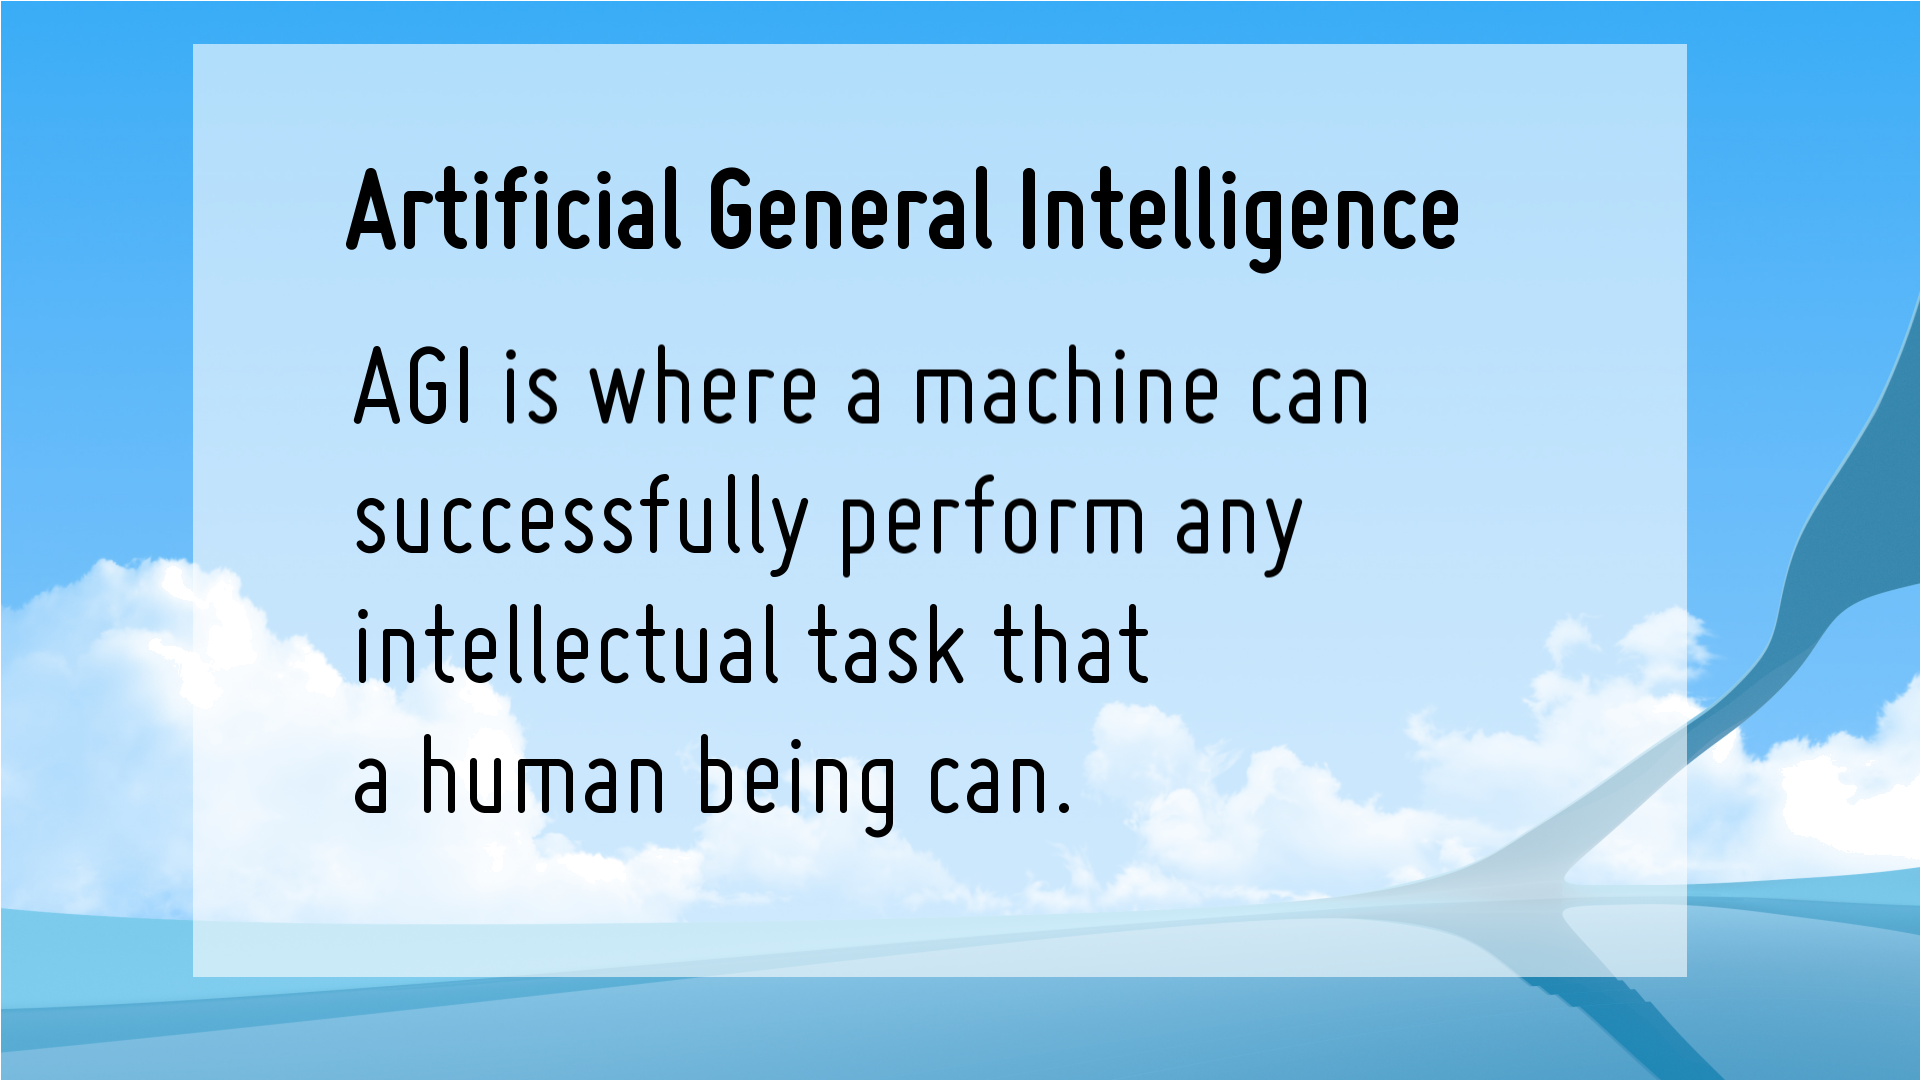 Artificial General Intelligence
AGI is where a machine can
successfully perform any
intellectual task that
a human being can.